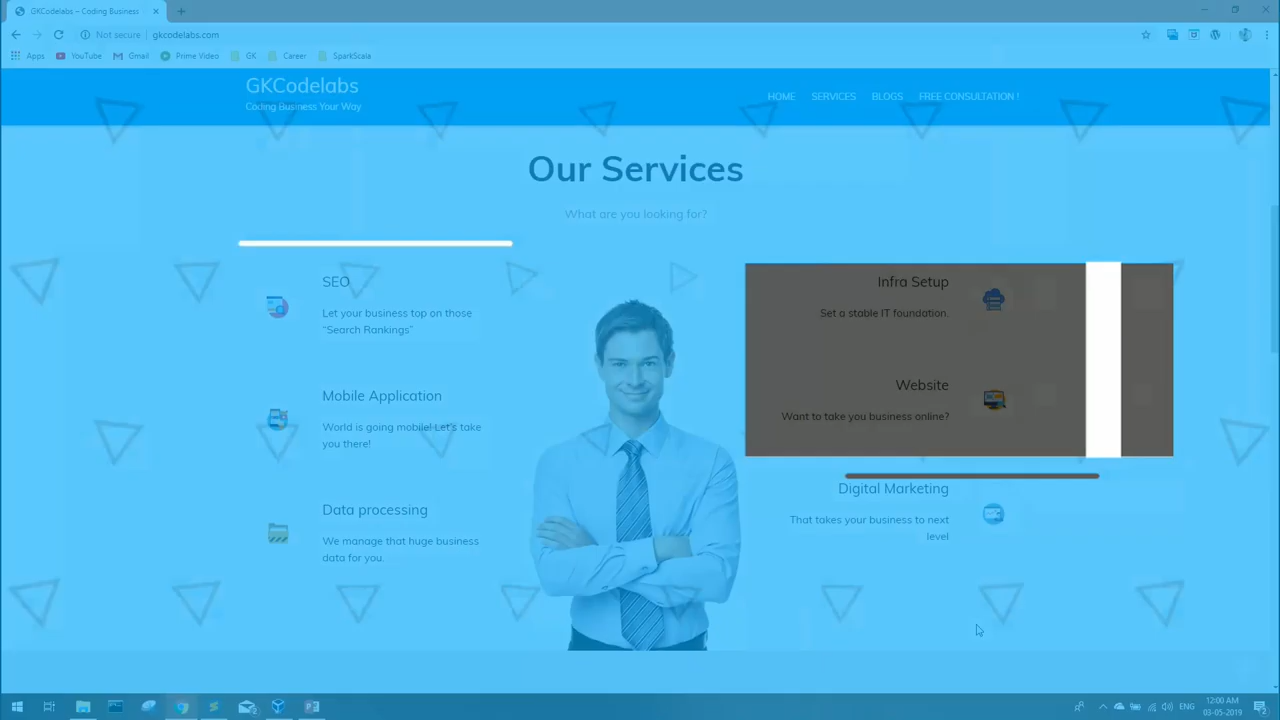 GKCodelabs – Coding Business
Not secure
gkcodelabs.com
Apps
YouTube
Gmail
Prime Video
GK
Career
SparkScala
GKCodelabs
Coding Business Your Way
HOME
SERVICES
BLOGS
FREE CONSULTATION !
Our Services
What are you looking for?
SEO
Let your business top on those
“Search Rankings”
Mobile Application
World is going mobile! Let's take
you there!
Data processing
We manage that huge business
data for you.
Infra Setup
Set a stable IT foundation.
Website
Want to take you business online?
Digital Marketing
That takes your business to next
level
ENG
12:00 AM
03-05-2019